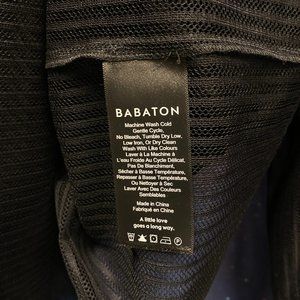 BABATON
Machine Wash Cold
Gentle Cycle,
No Bleach, Tumble Dry Low,
Low Iron, Or Dry Clean
Wash With Like Colours
Laver À La Machine À
L'eau Froide Au Cycle Délicat,
Pas De Blanchiment,
Sécher à Basse Température,
Repasser à Basse Température,
Ou Nettoyer à Sec
Laver Avec Des Couleurs
Semblables
Made in China
Fabriqué en Chine
A little love
goes a long way.